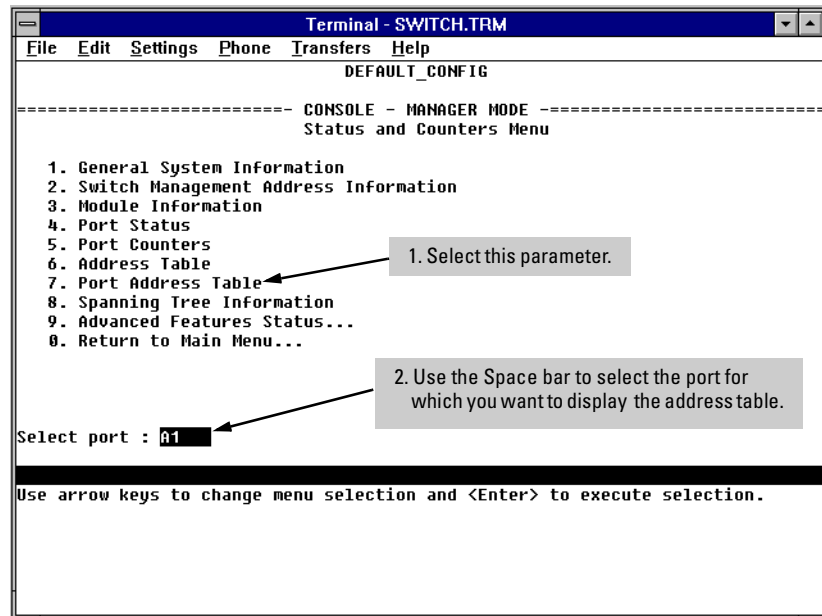 Terminal - SWITCH.TRM
File Edit Settings Phone Transfers Help
DEFAULT_CONFIG
==========================- CONSOLE - MANAGER MODE -===========================
Status and Counters Menu
1. General System Information
2. Switch Management Address Information
3. Module Information
4. Port Status
5. Port Counters
6. Address Table
7. Port Address Table
8. Spanning Tree Information
9. Advanced Features Status...
0. Return to Main Menu...
1. Select this parameter.
2. Use the Space bar to select the port for
which you want to display the address table.
Select port : A1
Use arrow keys to change menu selection and <Enter> to execute selection.